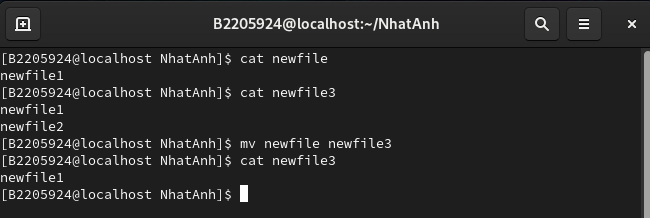 B2205924@localhost:~/NhatAnh
[B2205924@localhost NhatAnh]$ cat newfile
newfile1
[B2205924@localhost NhatAnh]$ cat newfile3
newfile1
newfile2
[B2205924@localhost NhatAnh]$ mv newfile newfile3
[B2205924@localhost NhatAnh]$ cat newfile3
newfile1
[B2205924@localhost NhatAnh]$